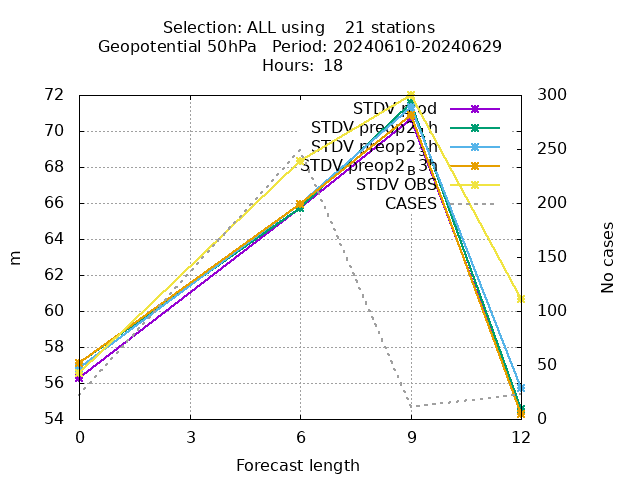 Selection: ALL using 21 stations
Geopotential 50hPa Period: 20240610-20240629
Hours: 18
72
70
68
66
64
62
60
58
56
54
300
250
200
150
100
50
0
m
No cases
STDV
STDV
STDV
STDV
STDV OBS
CASES
0 3 6 9 12
Forecast length